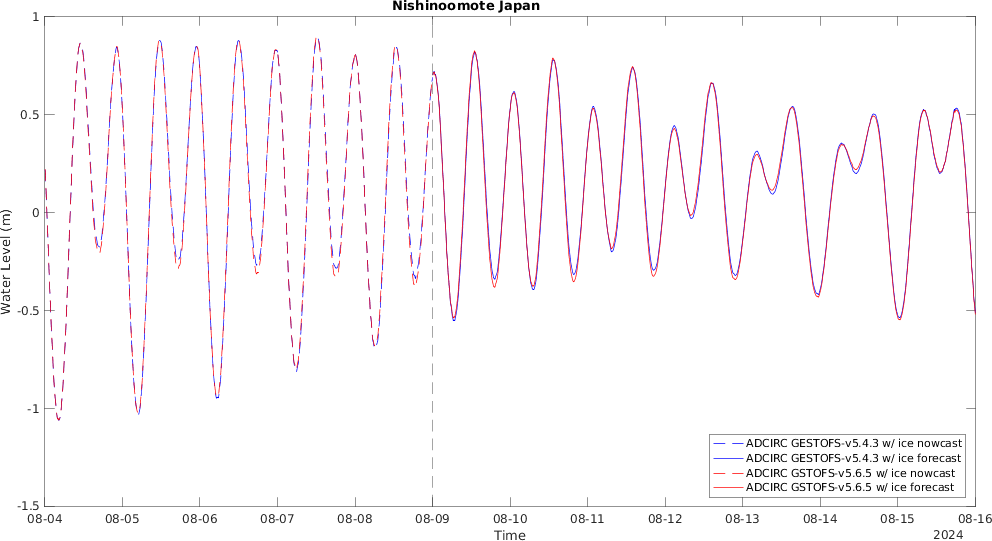 Nishinoomote Japan
1
0.5
0
-0.5
-1
-1.5
Water Level (m)
ADCIRC GESTOFS-v5.4.3 w/ ice nowcast
ADCIRC GESTOFS-v5.4.3 w/ ice forecast
ADCIRC GSTOFS-v5.6.5 w/ ice nowcast
ADCIRC GSTOFS-v5.6.5 w/ ice forecast
08-04 08-05 08-06 08-07 08-08 08-09 08-10 08-11 08-12 08-13 08-14 08-15 08-16
Time
2024